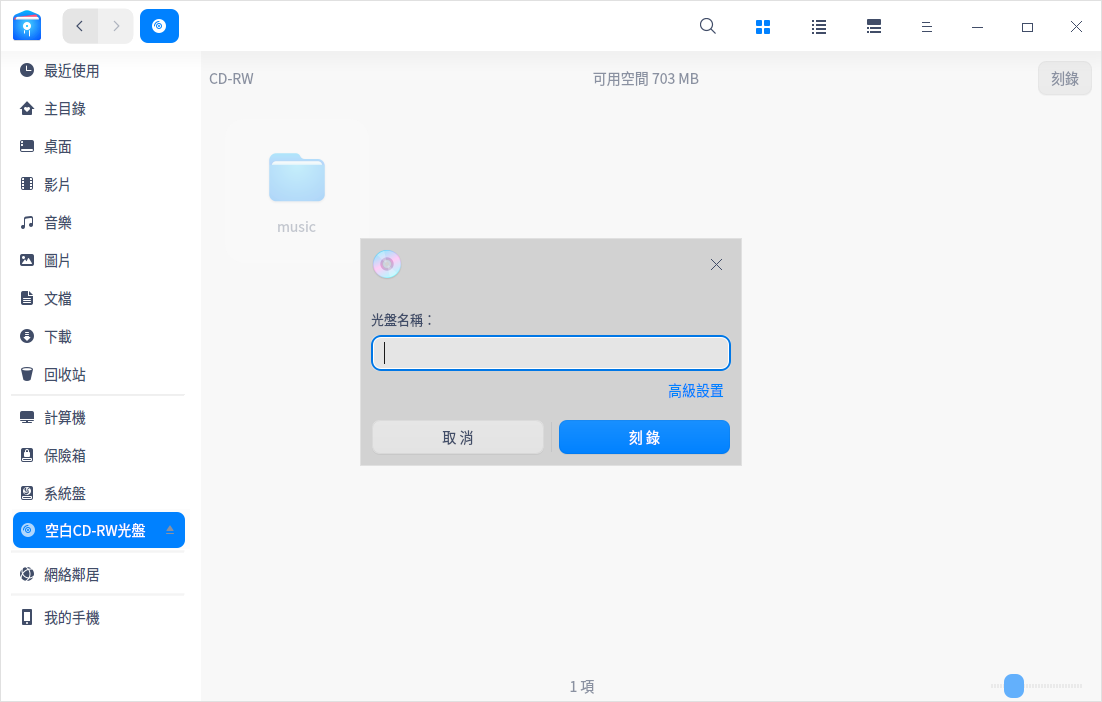 最近使用
主目錄
桌面
影片
音樂
圖片
文檔
下載
回收站
計算機
保險箱
系統盤
空白CD-RW光盤
網絡鄰居
我的手機
CD-RW
可用空間 703 MB
刻錄
music
光盤名稱：
高級設置
取 消
刻 錄
1 項